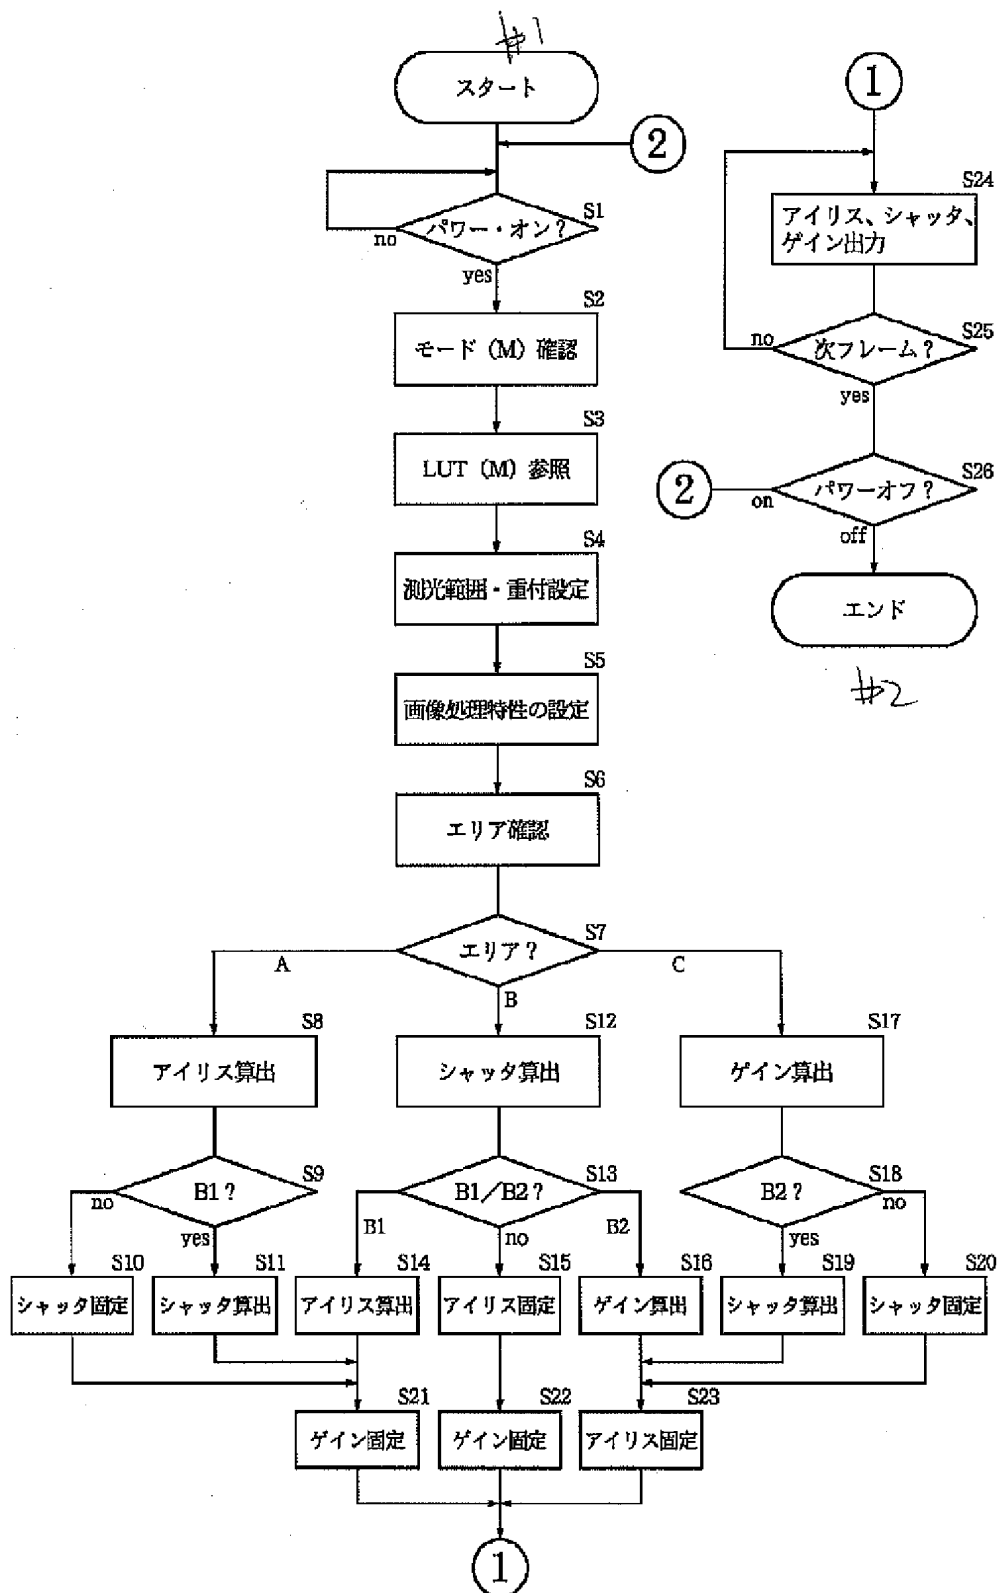 #1
スタート
2
S1
パワー・オン？
no
yes
S2
モード（M）確認
S3
LUT（M）参照
S4
測光範囲・重付設定
S5
画像処理特性の設定
S6
エリア確認
S7
エリア？
A
B
C
S8
アイリス算出
S12
シャッタ算出
S17
ゲイン算出
S9
B1？
no
yes
S13
B1／B2？
B1
no
B2
S18
B2？
yes
no
S10
シャッタ固定
S11
シャッタ算出
S14
アイリス算出
S15
アイリス固定
S16
ゲイン算出
S19
シャッタ算出
S20
シャッタ固定
S21
ゲイン固定
S22
ゲイン固定
S23
アイリス固定
1
1
S24
アイリス、シャッタ、
ゲイン出力
S25
次フレーム？
no
yes
S26
パワーオフ？
2
on
off
エンド
#2